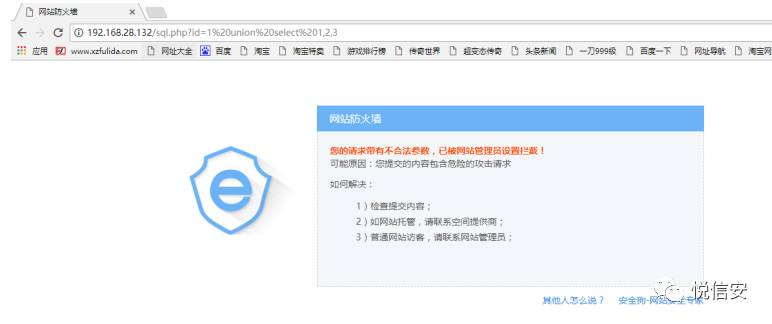 网站防火墙
192.168.28.132/sql.php?id=1%20union%20select%201,2,3
应用 www.xzfulida.com 网址大全 百度 淘宝 淘宝特卖 游戏排行榜 传奇世界 超变态传奇 头条新闻 一刀999级 百度一下 网址导航 淘宝网
网站防火墙
您的请求带有不合法参数，已被网站管理员设置拦截！
可能原因：您提交的内容包含危险的攻击请求
如何解决：
1）检查提交内容；
2）如网站托管，请联系空间提供商；
3）普通网站访客，请联系网站管理员；
其他人怎么说？ 安全狗-网站安全专家
悦信安